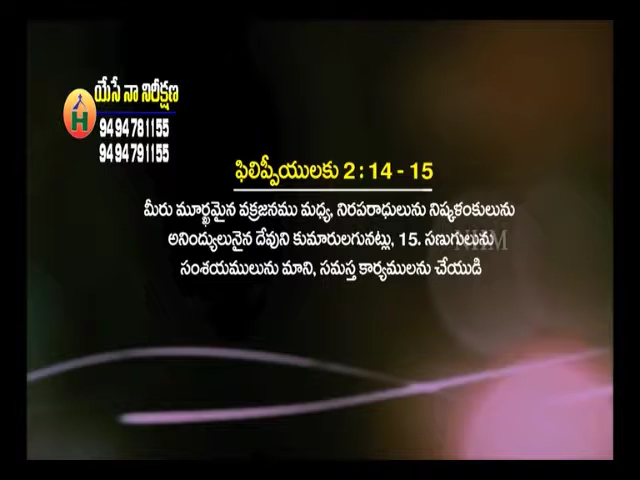 యేసే నా నిరీక్షణ
H
9494781155
9494791155
ఫిలిప్పీయులకు 2 : 14 - 15
మీరు మూర్ఖమైన వక్రజనము మధ్య, నిరపరాధులును నిష్కళంకులును
అనింద్యులునైన దేవుని కుమారులగునట్లు, 15. సణుగులును
NHM
సంశయములును మాని, సమస్త కార్యములను చేయుడి